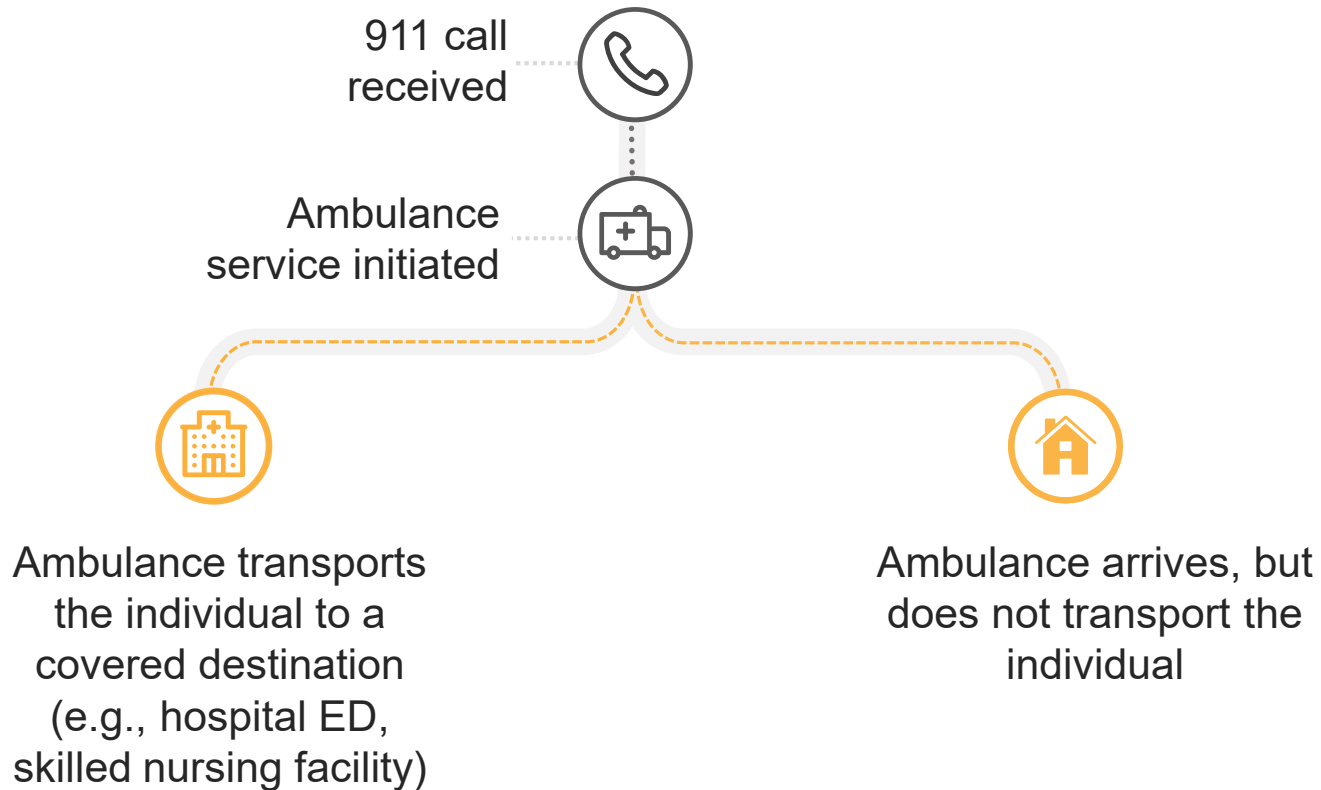 911 call
received
Ambulance
service initiated
Ambulance transports
the individual to a
covered destination
(e.g., hospital ED,
skilled nursing facility)
Ambulance arrives, but
does not transport the
individual